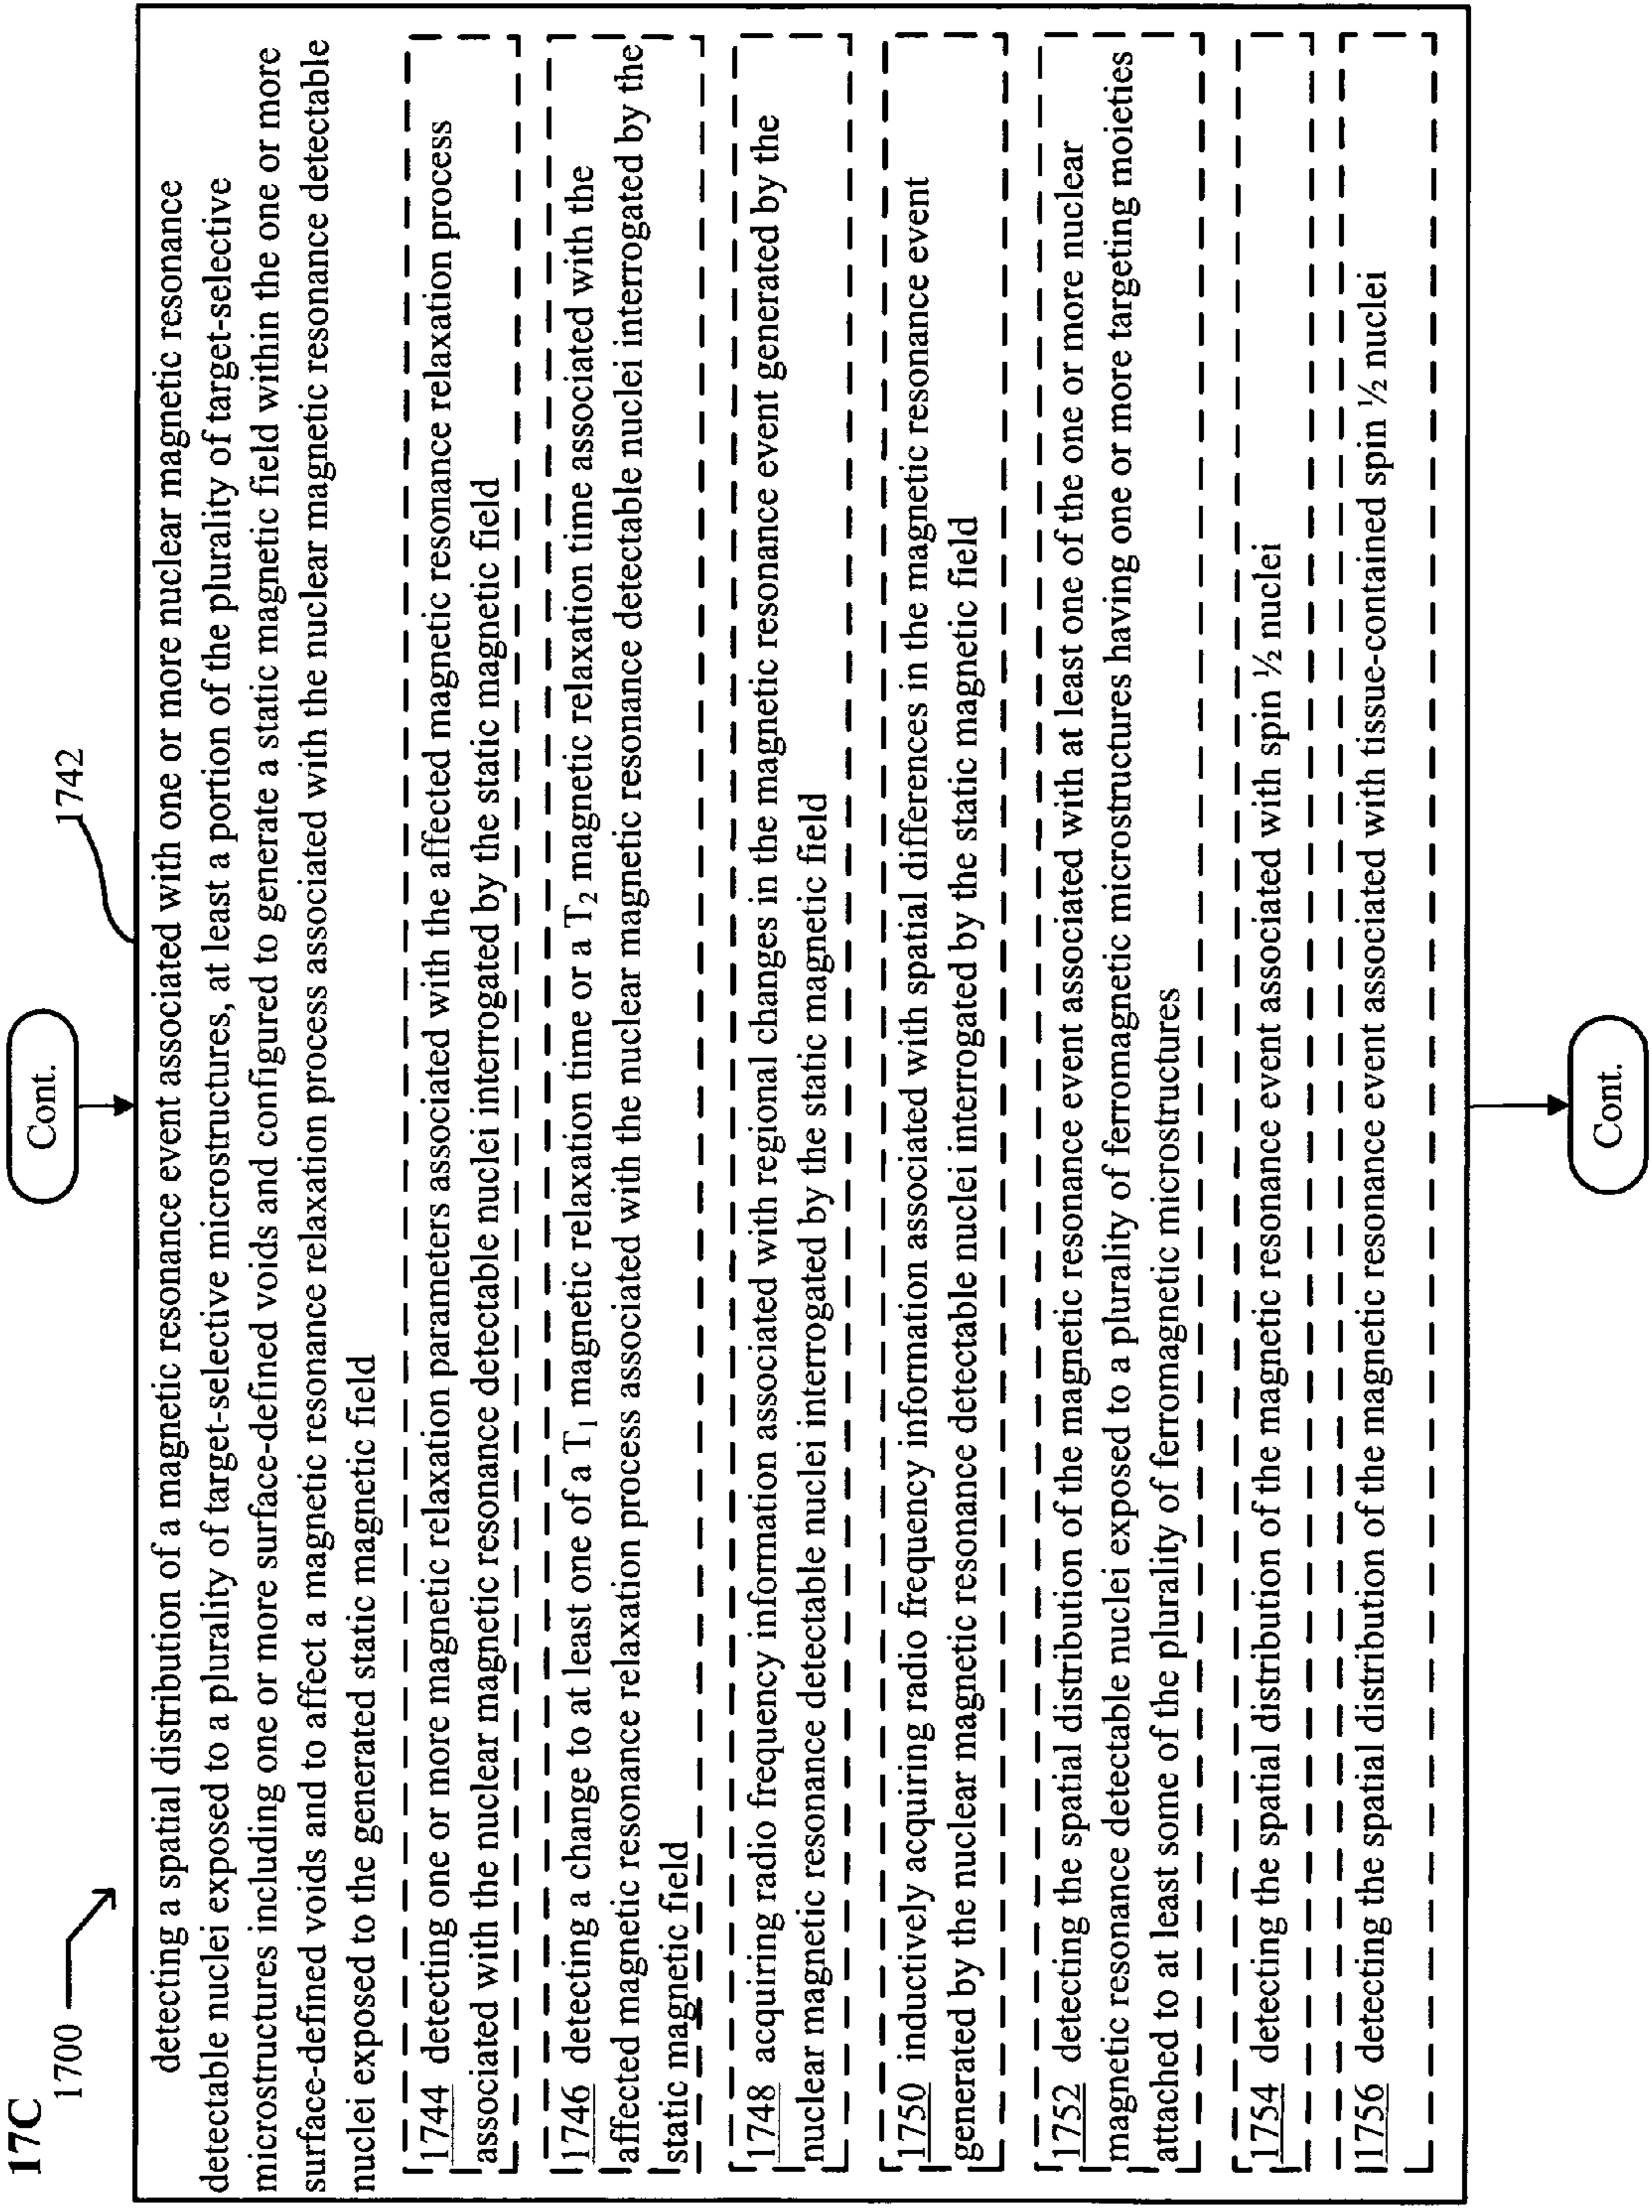 17C
1700
Cont.
1742
detecting a spatial distribution of a magnetic resonance event associated with one or more nuclear magnetic resonance
detectable nuclei exposed to a plurality of target-selective microstructures, at least a portion of the plurality of target-selective
microstructures including one or more surface-defined voids and configured to generate a static magnetic field within the one or more
surface-defined voids and to affect a magnetic resonance relaxation process associated with the nuclear magnetic resonance detectable
nuclei exposed to the generated static magnetic field
1744 detecting one or more magnetic relaxation parameters associated with the affected magnetic resonance relaxation process
associated with the nuclear magnetic resonance detectable nuclei interrogated by the static magnetic field
1746 detecting a change to at least one of a T1 magnetic relaxation time or a T2 magnetic relaxation time associated with the
affected magnetic resonance relaxation process associated with the nuclear magnetic resonance detectable nuclei interrogated by the
static magnetic field
1748 acquiring radio frequency information associated with regional changes in the magnetic resonance event generated by the
nuclear magnetic resonance detectable nuclei interrogated by the static magnetic field
1750 inductively acquiring radio frequency information associated with spatial differences in the magnetic resonance event
generated by the nuclear magnetic resonance detectable nuclei interrogated by the static magnetic field
1752 detecting the spatial distribution of the magnetic resonance event associated with at least one of the one or more nuclear
magnetic resonance detectable nuclei exposed to a plurality of ferromagnetic microstructures having one or more targeting moieties
attached to at least some of the plurality of ferromagnetic microstructures
1754 detecting the spatial distribution of the magnetic resonance event associated with spin ½ nuclei
1756 detecting the spatial distribution of the magnetic resonance event associated with tissue-contained spin ½ nuclei
Cont.